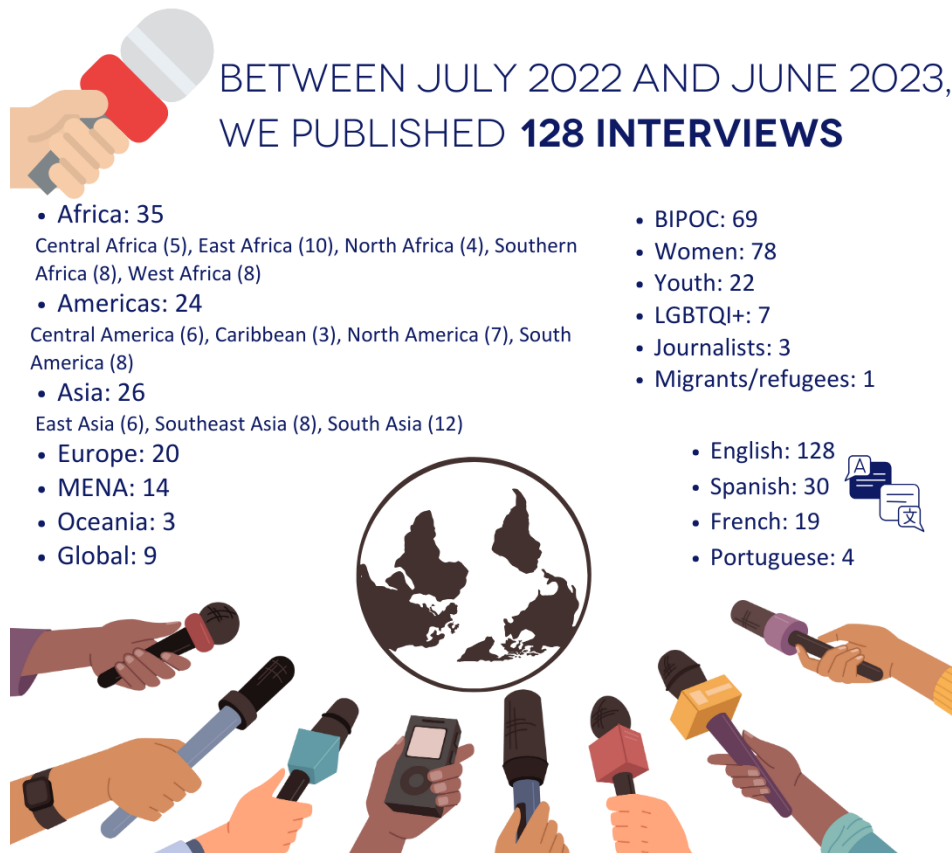 BETWEEN JULY 2022 AND JUNE 2023,
WE PUBLISHED 128 INTERVIEWS
• Africa: 35
Central Africa (5), East Africa (10), North Africa (4), Southern
Africa (8), West Africa (8)
• Americas: 24
Central America (6), Caribbean (3), North America (7), South
America (8)
• Asia: 26
East Asia (6), Southeast Asia (8), South Asia (12)
• Europe: 20
• MENA: 14
• Oceania: 3
• Global: 9
• BIPOC: 69
• Women: 78
• Youth: 22
• LGBTQI+: 7
• Journalists: 3
• Migrants/refugees: 1
• English: 128
• Spanish: 30
• French: 19
• Portuguese: 4
A
文